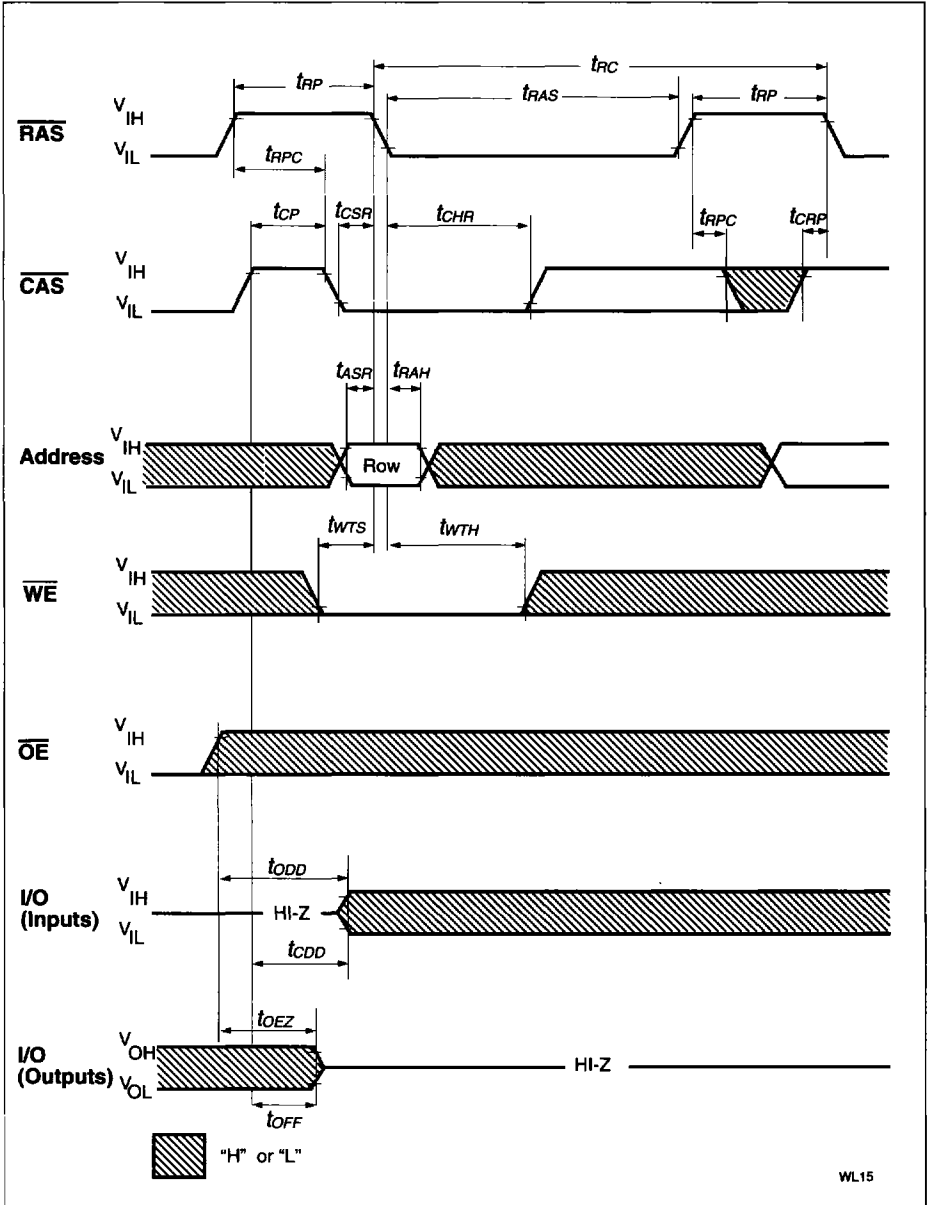 tRC
tRP tRAS tRP
VIH
RAS
VIL
tRPC
tCP tCSR tCHR tRPC tCRP
VIH
CAS
VIL
tASR tRAH
VIH
Address Row
VIL
tWTS tWTH
VIH
WE
VIL
VIH
OE
VIL
tODD
VIH
I/O
(Inputs) HI-Z
VIL
tCDD
tOEZ
VOH
I/O HI-Z
(Outputs) VOL
tOFF
"H" or "L"
WL15